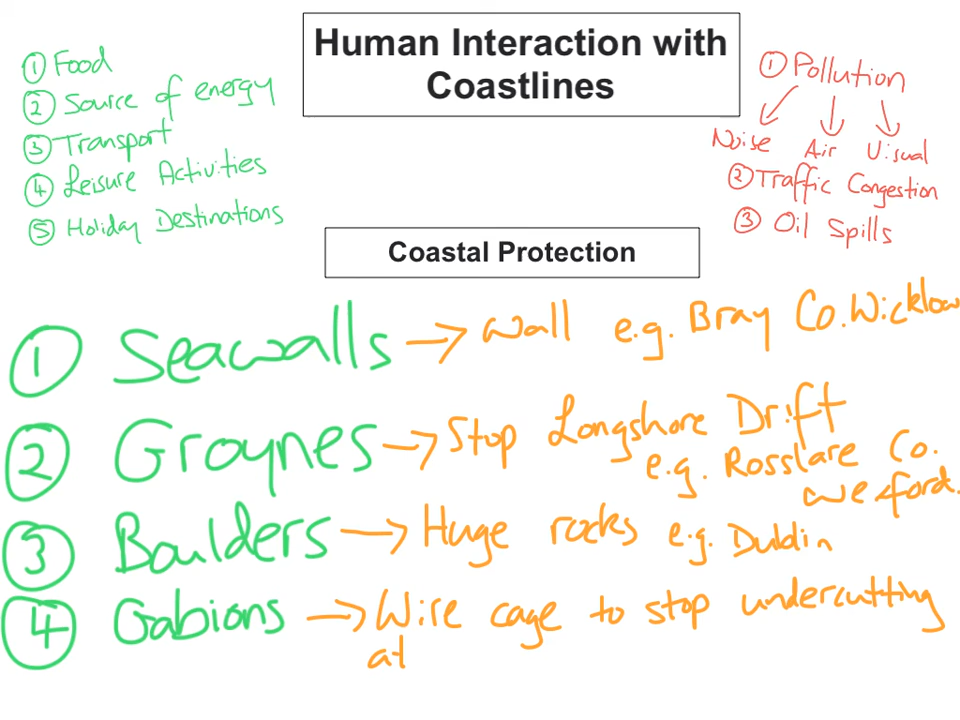 Human Interaction with
Coastlines
① Food
② Source of energy
③ Transport
④ Leisure Activities
⑤ Holiday Destinations
① Pollution
Noise Air Visual
② Traffic Congestion
③ Oil Spills
Coastal Protection
① Seawalls → Wall e.g. Bray Co. Wicklow
② Groynes → Stop Longshore Drift
e.g. Rosslare Co.
Wexford.
③ Boulders → Huge rocks e.g. Dublin
④ Gabions → Wire cage to stop undercutting
at